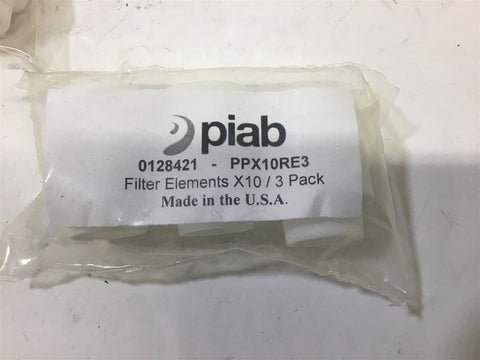 piab
0128421 - PPX10RE3
Filter Elements X10 / 3 Pack
Made in the U.S.A.